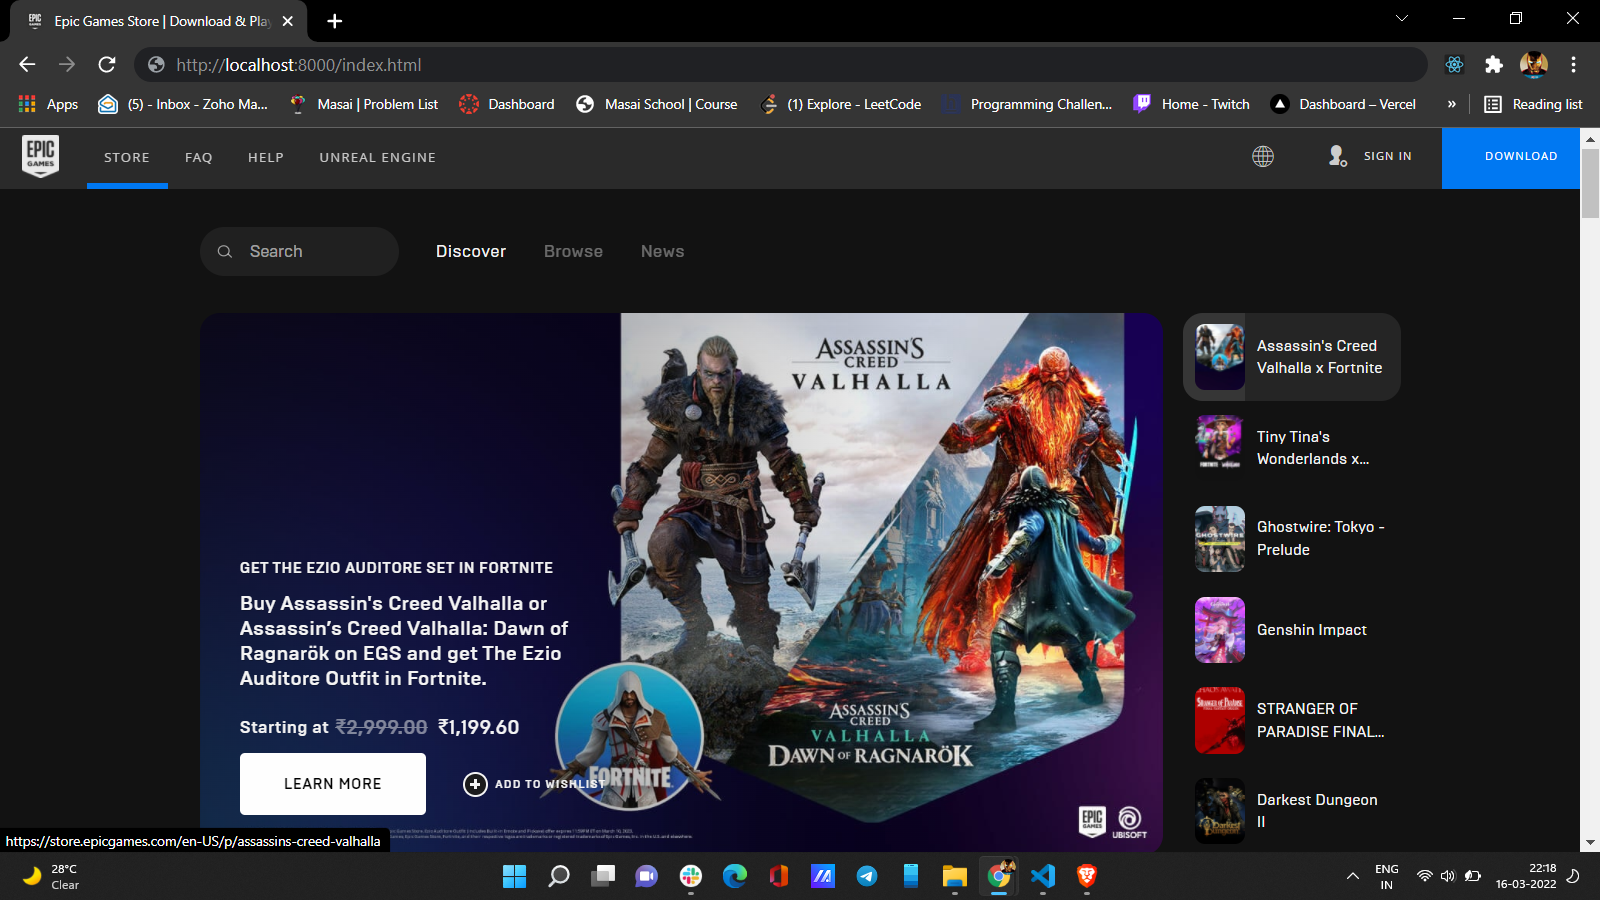 Epic Games Store | Download & Play
http://localhost:8000/index.html
Apps
(5) - Inbox - Zoho Ma...
Masai | Problem List
Dashboard
Masai School | Course
(1) Explore - LeetCode
Programming Challen...
Home - Twitch
Dashboard – Vercel
»
Reading list
EPIC
GAMES
STORE
FAQ
HELP
UNREAL ENGINE
SIGN IN
DOWNLOAD
Search
Discover
Browse
News
ASSASSIN'S
CREED
VALHALLA
GET THE EZIO AUDITORE SET IN FORTNITE
Buy Assassin's Creed Valhalla or
Assassin’s Creed Valhalla: Dawn of
Ragnarök on EGS and get The Ezio
Auditore Outfit in Fortnite.
Starting at ₹2,999.00 ₹1,199.60
LEARN MORE
ADD TO WISHLIST
FORTNITE
ASSASSIN'S
CREED
VALHALLA
DAWN OF RAGNARÖK
EPIC
GAMES
UBISOFT
Assassin's Creed
Valhalla x Fortnite
Tiny Tina's
Wonderlands x...
Ghostwire: Tokyo -
Prelude
Genshin Impact
STRANGER OF
PARADISE FINAL...
Darkest Dungeon
II
https://store.epicgames.com/en-US/p/assassins-creed-valhalla
28°C
Clear
ENG
IN
22:18
16-03-2022